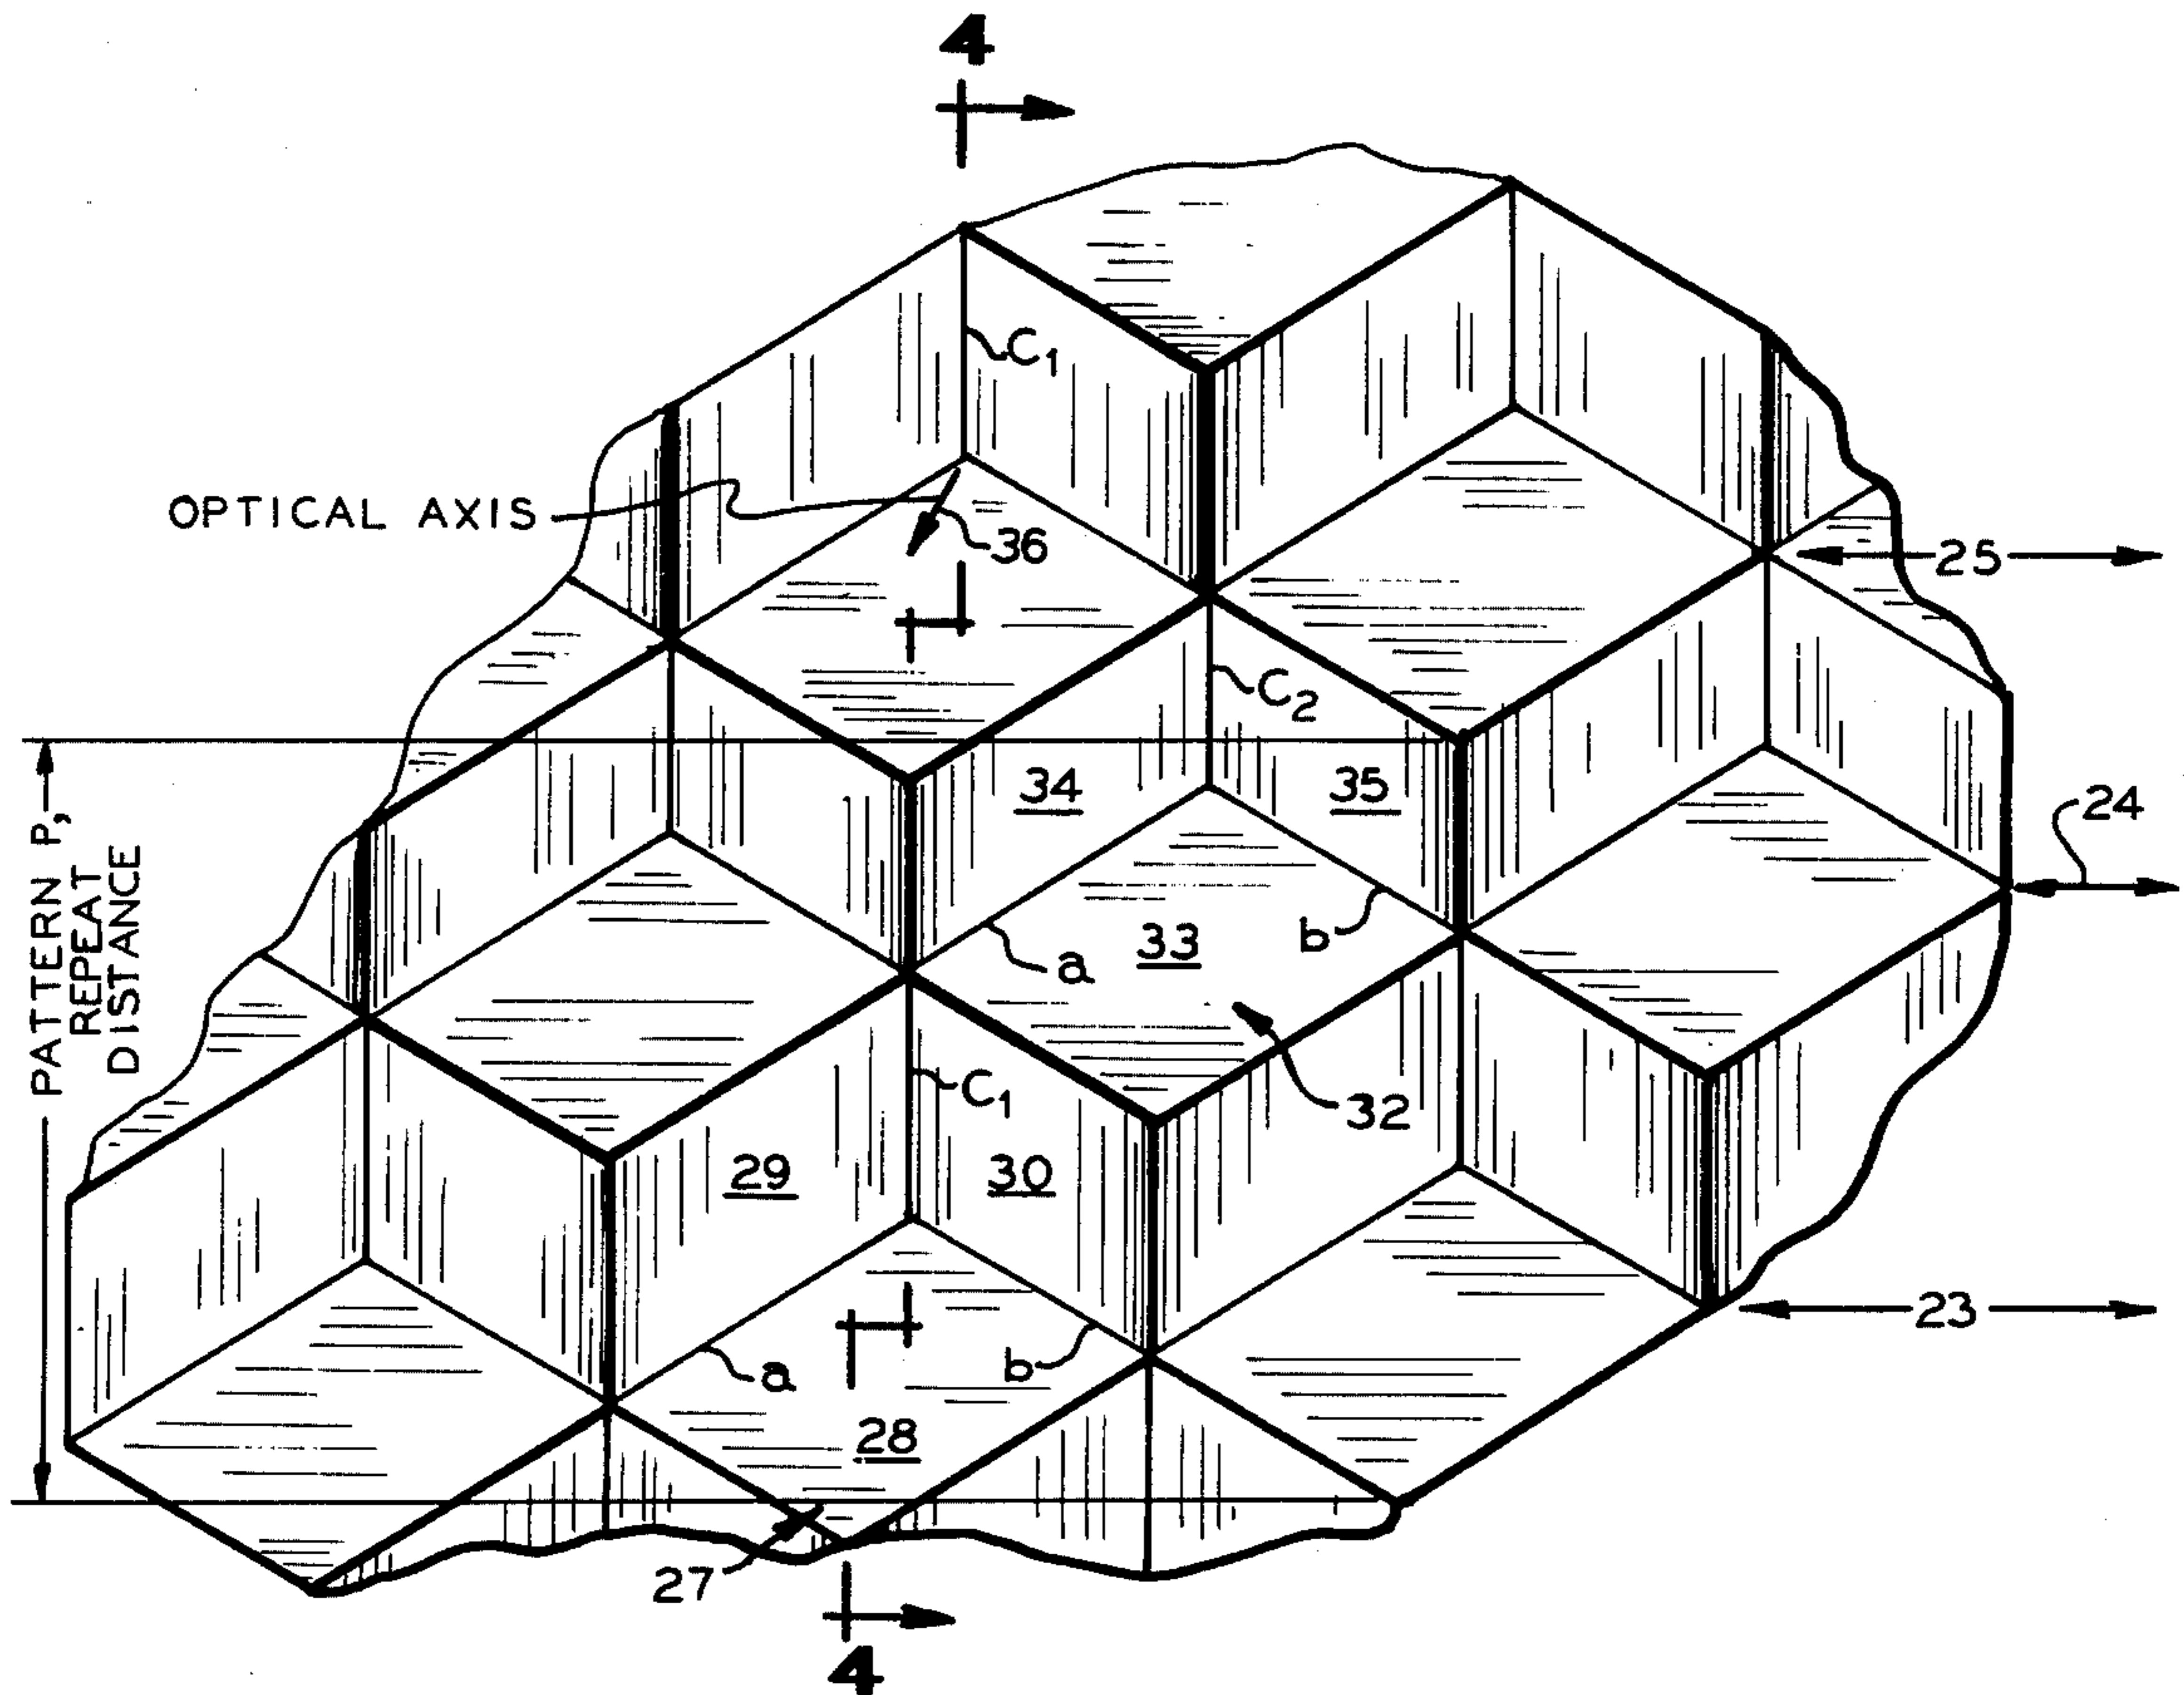 4
C1
OPTICAL AXIS
36
25
C2
34
35
24
PATTERN P,
REPEAT
DISTANCE
33
b
a
32
C1
29
30
23
a
b
28
27
4